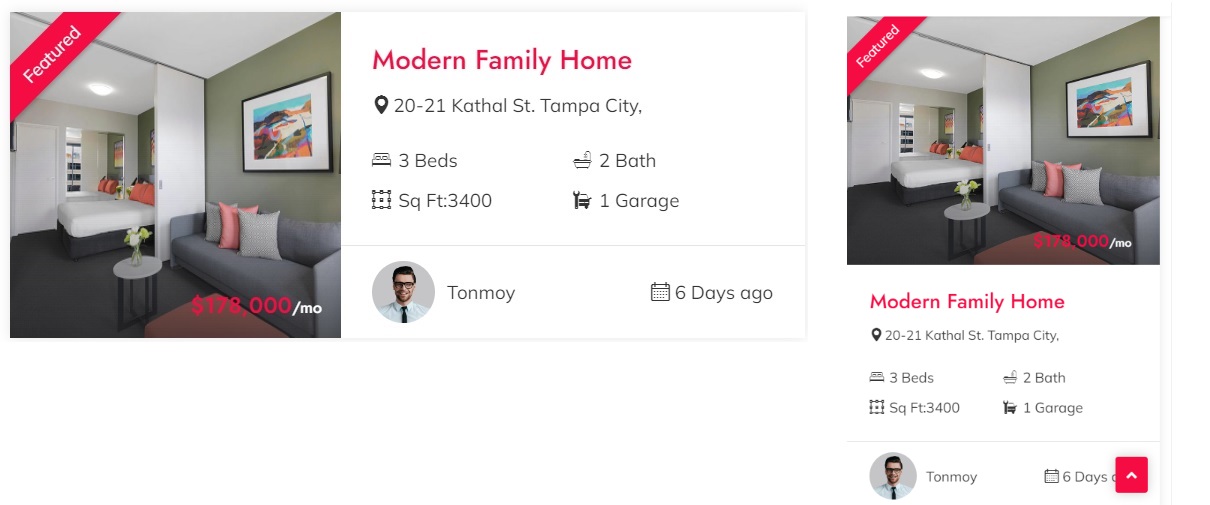 Featured
Modern Family Home
20-21 Kathal St. Tampa City,
3 Beds
2 Bath
Sq Ft:3400
1 Garage
$178,000/mo
Tonmoy
6 Days ago
Featured
$178,000/mo
Modern Family Home
20-21 Kathal St. Tampa City,
3 Beds
2 Bath
Sq Ft:3400
1 Garage
Tonmoy
6 Days